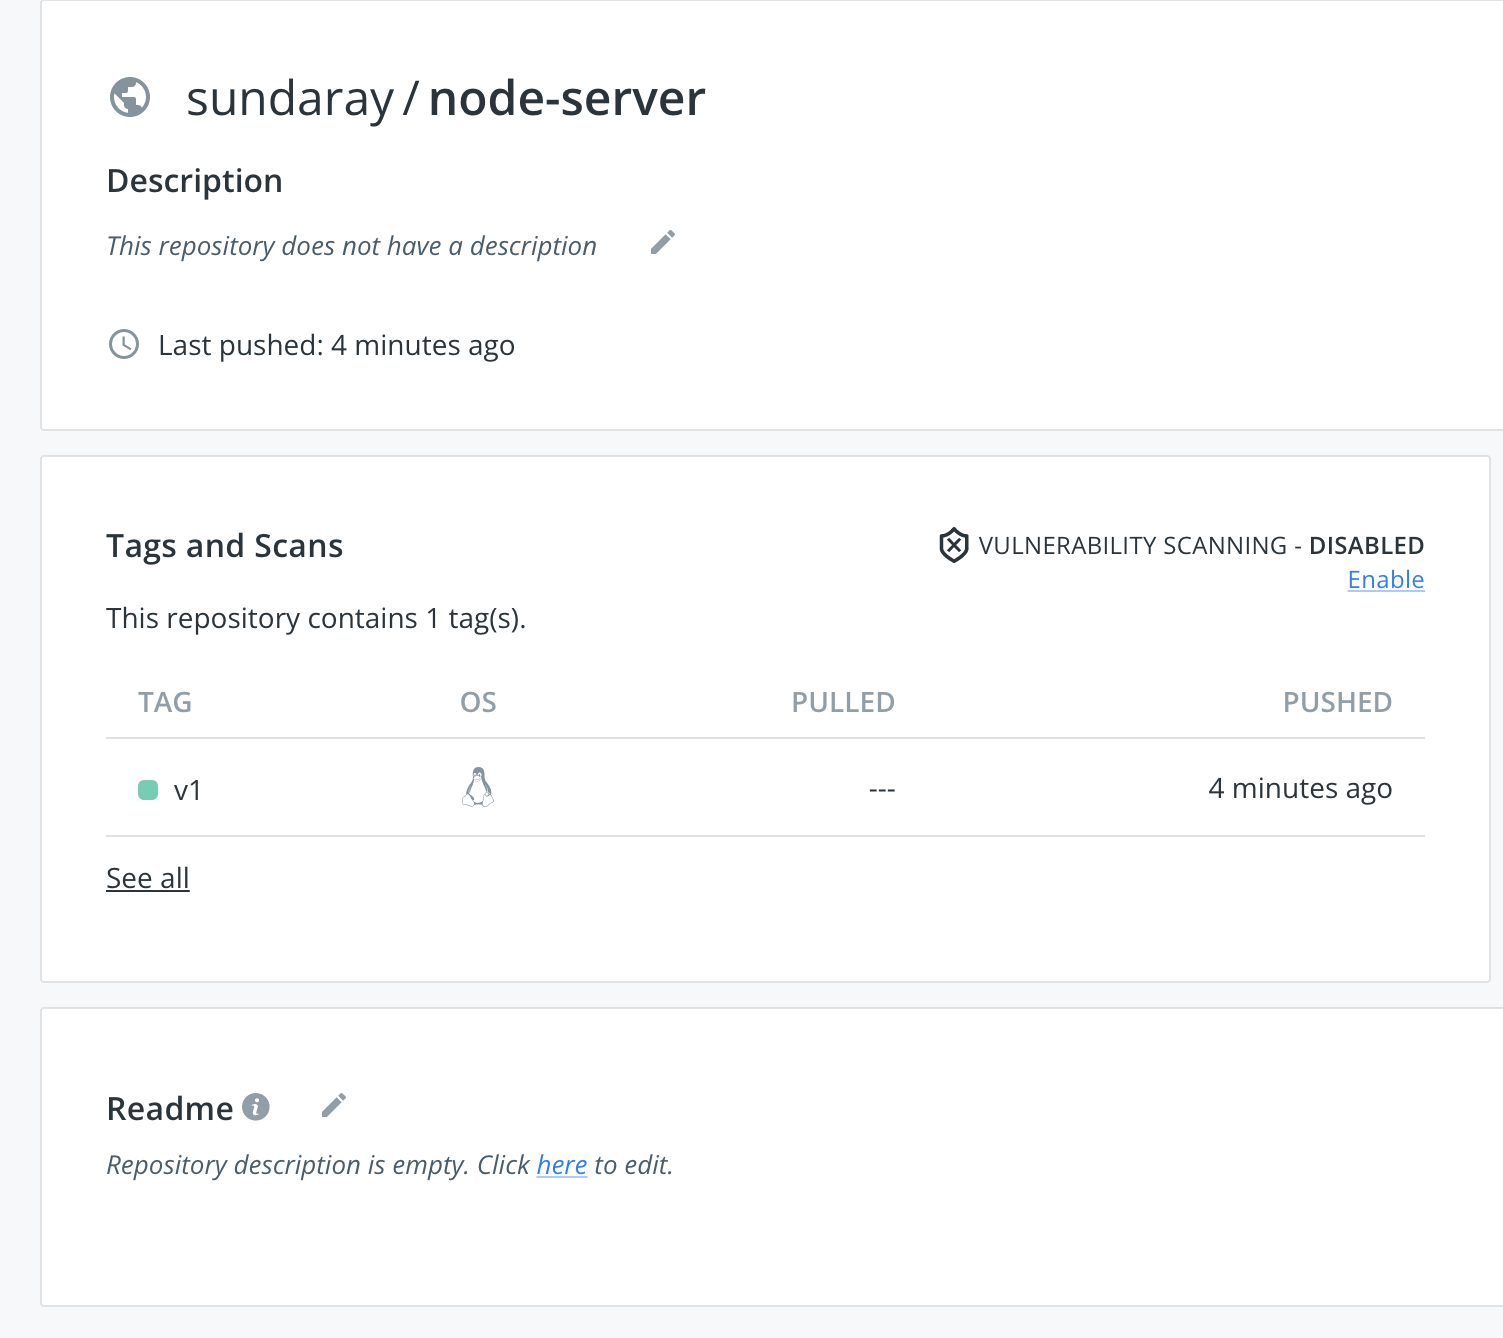 sundaray / node-server
Description
This repository does not have a description
Last pushed: 4 minutes ago
Tags and Scans
VULNERABILITY SCANNING - DISABLED
Enable
This repository contains 1 tag(s).
TAG OS PULLED PUSHED
v1 --- 4 minutes ago
See all
Readme
Repository description is empty. Click here to edit.